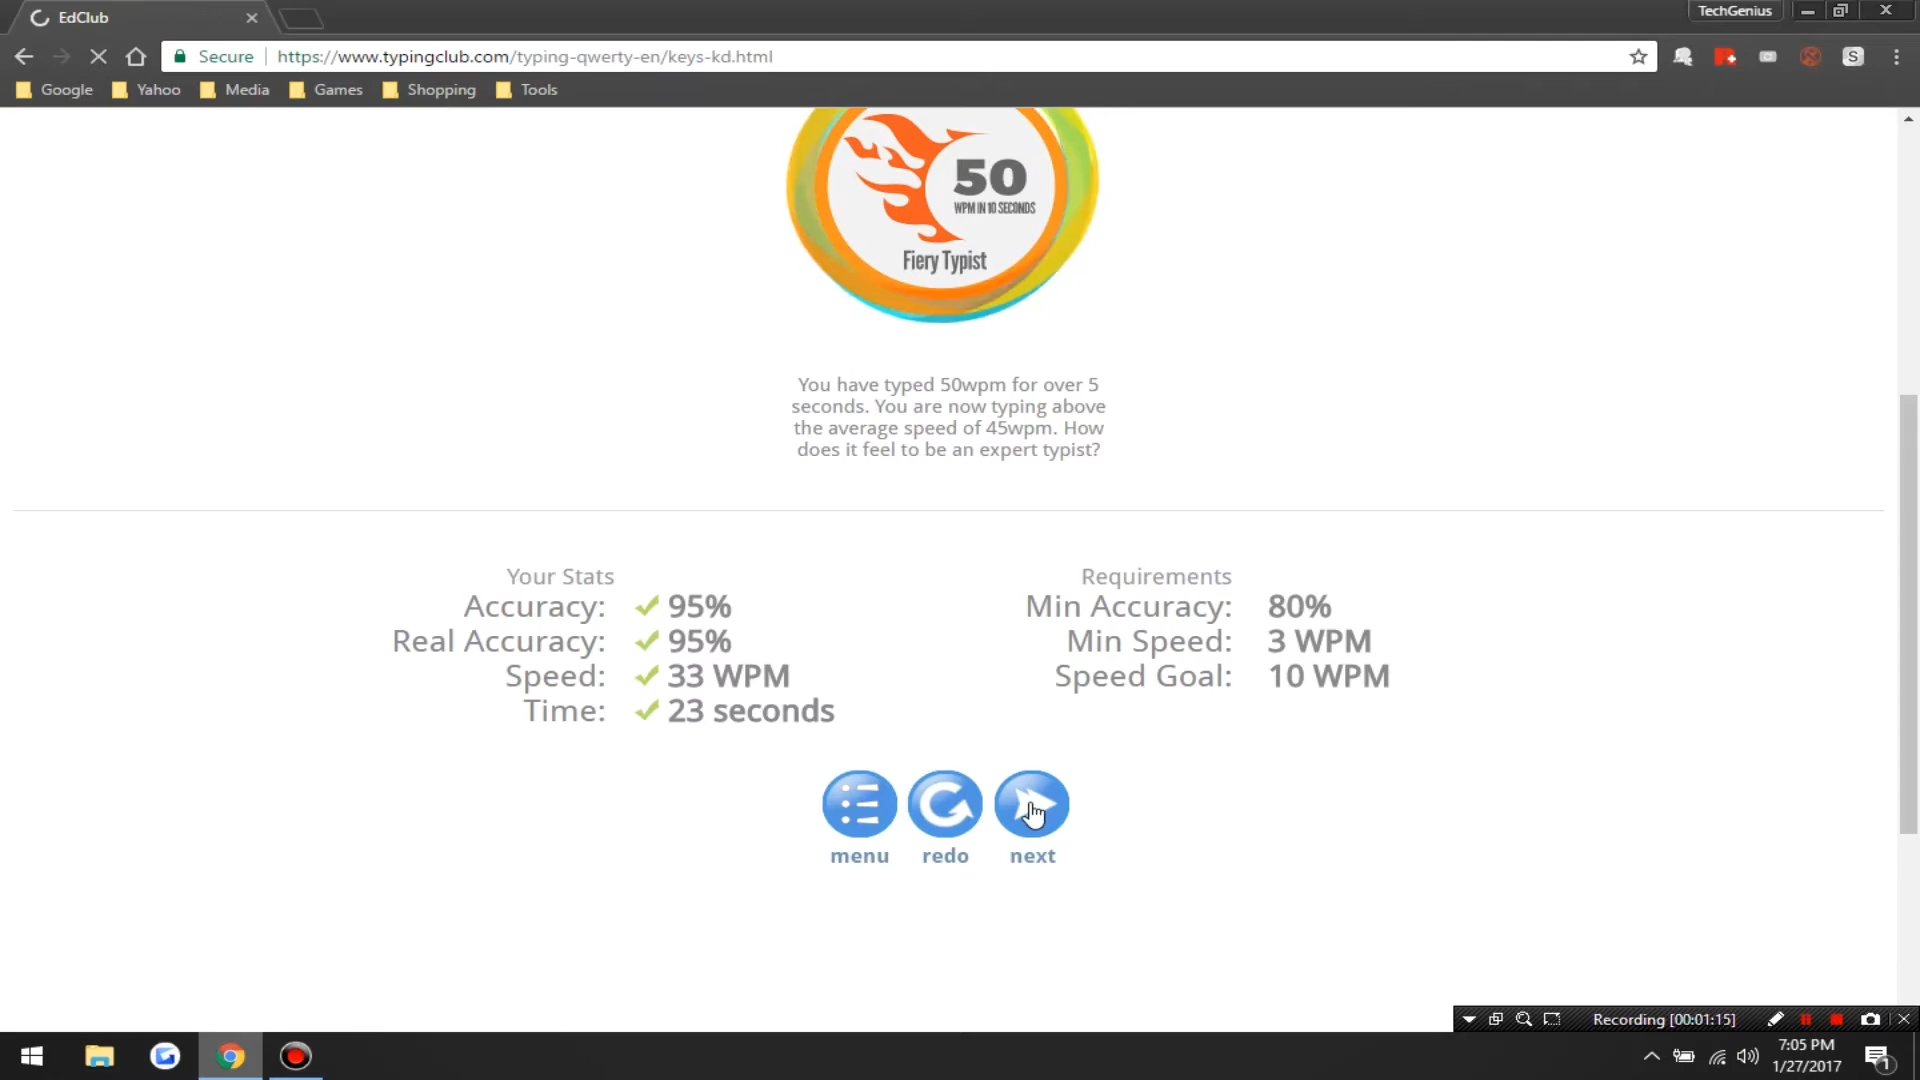 EdClub
TechGenius
Secure
https://www.typingclub.com/typing-qwerty-en/keys-kd.html
S
Google
Yahoo
Media
Games
Shopping
Tools
50
WPM IN 10 SECONDS
Fiery Typist
You have typed 50wpm for over 5
seconds. You are now typing above
the average speed of 45wpm. How
does it feel to be an expert typist?
Your Stats
Accuracy: 95%
Real Accuracy: 95%
Speed: 33 WPM
Time: 23 seconds
Requirements
Min Accuracy: 80%
Min Speed: 3 WPM
Speed Goal: 10 WPM
menu
redo
next
Recording [00:01:15]
7:05 PM
1/27/2017
1